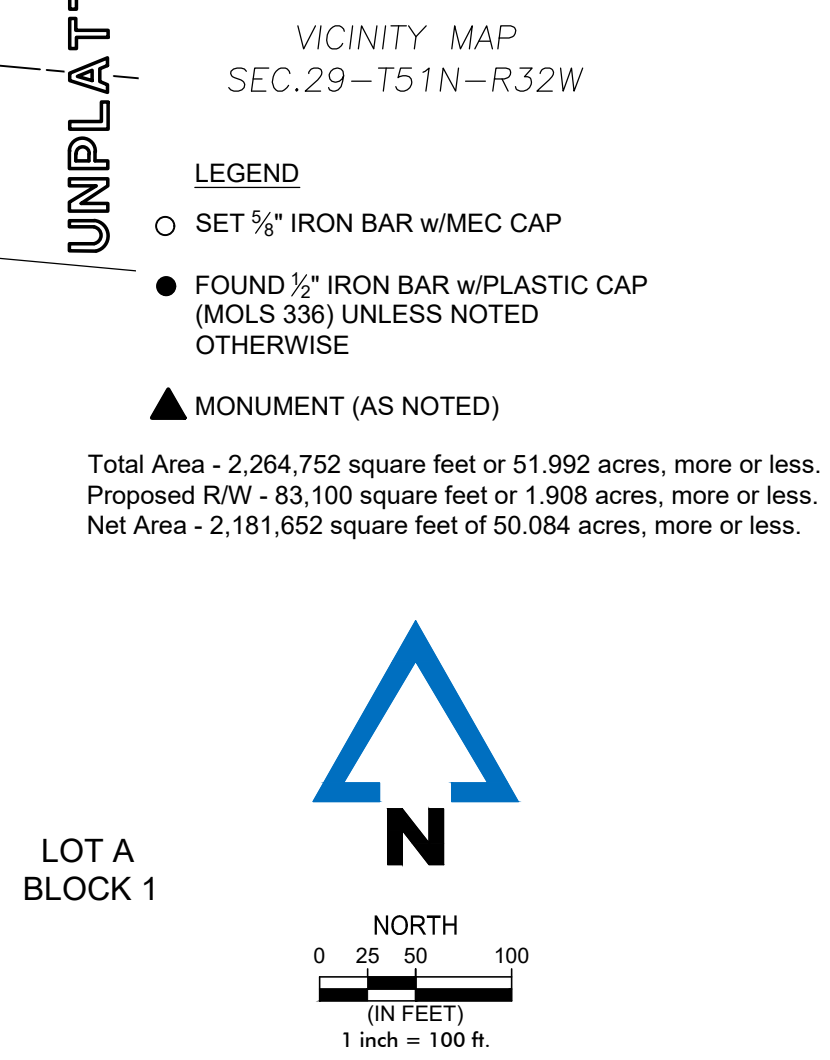 UNPLATT
VICINITY MAP
SEC.29-T51N-R32W
LEGEND
SET 5/8" IRON BAR w/MEC CAP
FOUND 1/2" IRON BAR w/PLASTIC CAP
(MOLS 336) UNLESS NOTED
OTHERWISE
MONUMENT (AS NOTED)
Total Area - 2,264,752 square feet or 51.992 acres, more or less.
Proposed R/W - 83,100 square feet or 1.908 acres, more or less.
Net Area - 2,181,652 square feet of 50.084 acres, more or less.
N
LOT A
BLOCK 1
NORTH
0 25 50 100
(IN FEET)
1 inch = 100 ft.